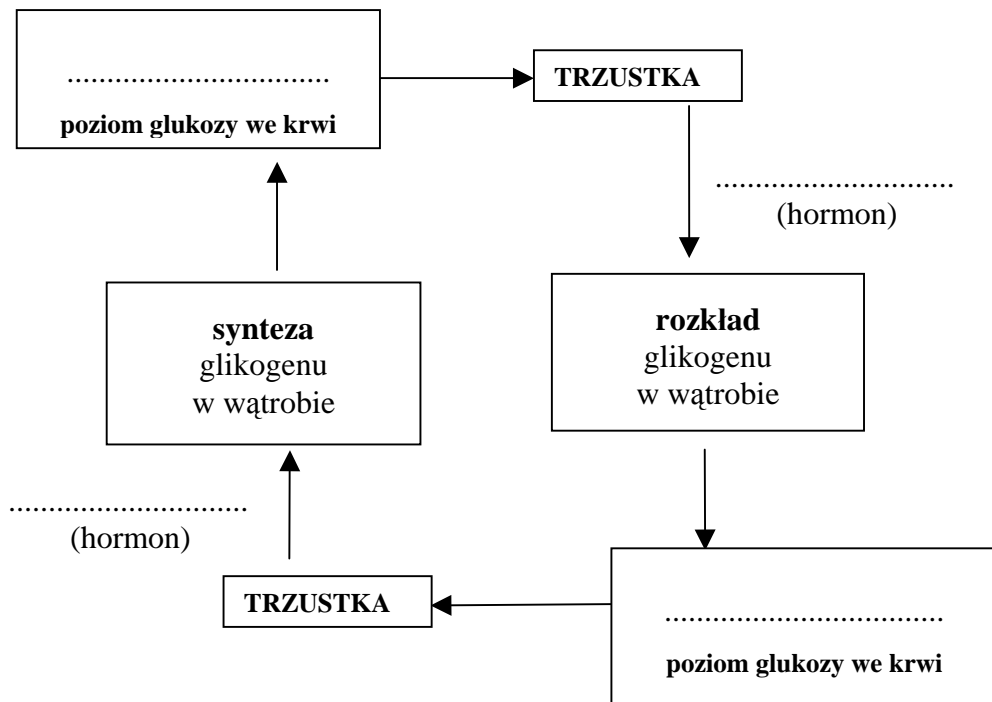 .................................
poziom glukozy we krwi
TRZUSTKA
..............................
(hormon)
synteza
glikogenu
w wątrobie
rozkład
glikogenu
w wątrobie
..............................
(hormon)
TRZUSTKA
...................................
poziom glukozy we krwi